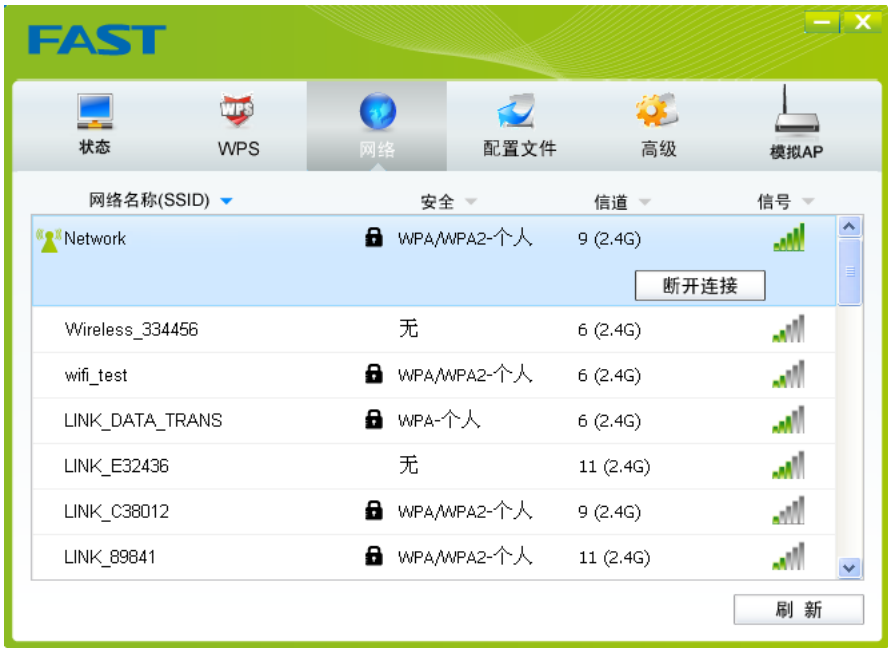 FAST
状态 WPS 网络 配置文件 高级 模拟AP
网络名称(SSID) 安全 信道 信号
Network WPA/WPA2-个人 9 (2.4G)
断开连接
Wireless_334456 无 6 (2.4G)
wifi_test WPA/WPA2-个人 6 (2.4G)
LINK_DATA_TRANS WPA-个人 6 (2.4G)
LINK_E32436 无 11 (2.4G)
LINK_C38012 WPA/WPA2-个人 9 (2.4G)
LINK_89841 WPA/WPA2-个人 11 (2.4G)
刷 新